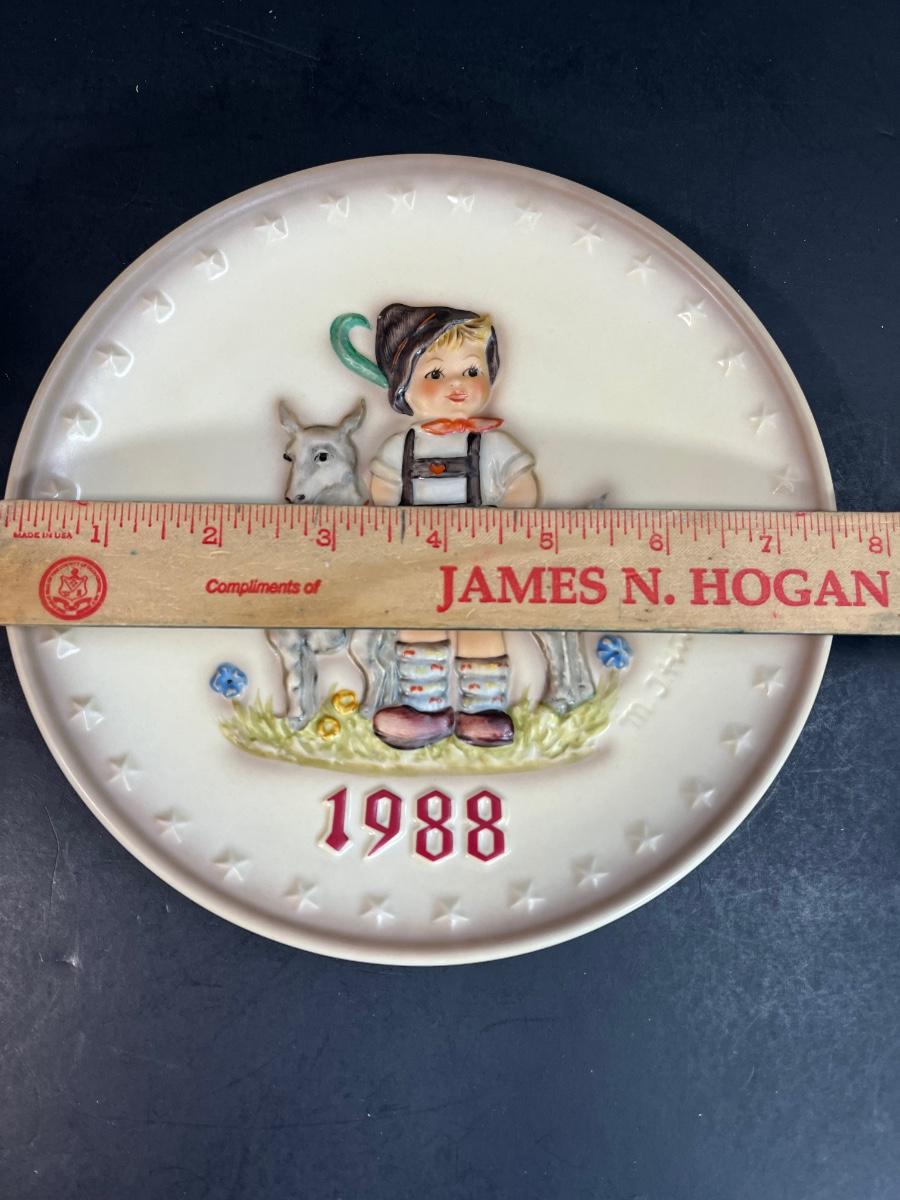 1 2 3 4 5 6 7 8
MADE IN USA
Compliments of JAMES N. HOGAN
1988